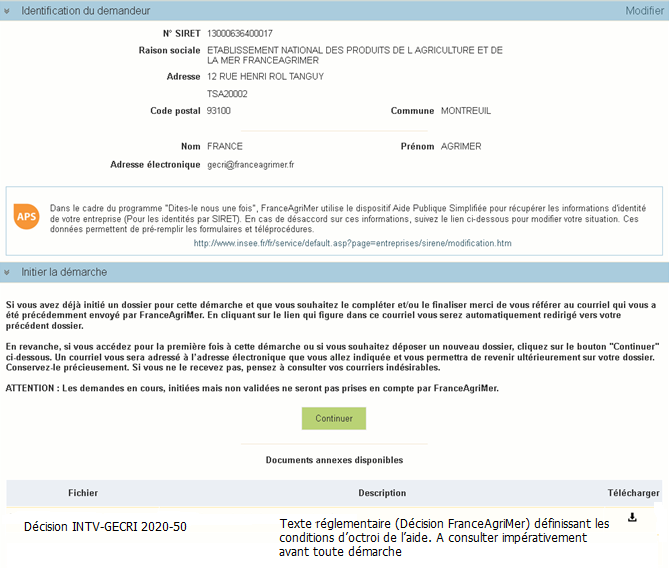 Identification du demandeur
Modifier
N° SIRET 13000636400017
Raison sociale ETABLISSEMENT NATIONAL DES PRODUITS DE L AGRICULTURE ET DE
LA MER FRANCEAGRIMER
Adresse 12 RUE HENRI ROL TANGUY
TSA20002
Code postal 93100 Commune MONTREUIL
Nom FRANCE Prénom AGRIMER
Adresse électronique gecri@franceagrimer.fr
APS
Dans le cadre du programme "Dites-le nous une fois", FranceAgriMer utilise le dispositif Aide Publique Simplifiée pour récupérer les informations d'identité
de votre entreprise (Pour les identités par SIRET). En cas de désaccord sur ces informations, suivez le lien ci-dessous pour modifier votre situation. Ces
données permettent de pré-remplir les formulaires et téléprocédures.
http://www.insee.fr/fr/service/default.asp?page=entreprises/sirene/modification.htm
Initier la démarche
Si vous avez déjà initié un dossier pour cette démarche et que vous souhaitez le compléter et/ou le finaliser merci de vous référer au courriel qui vous a
été précédemment envoyé par FranceAgriMer. En cliquant sur le lien qui figure dans ce courriel vous serez automatiquement redirigé vers votre
précédent dossier.
En revanche, si vous accédez pour la première fois à cette démarche ou si vous souhaitez déposer un nouveau dossier, cliquez sur le bouton "Continuer"
ci-dessous. Un courriel vous sera adressé à l'adresse électronique que vous allez indiquée et vous permettra de revenir ultérieurement sur votre dossier.
Conservez-le précieusement. Si vous ne le recevez pas, pensez à consulter vos courriers indésirables.
ATTENTION : Les demandes en cours, initiées mais non validées ne seront pas prises en compte par FranceAgriMer.
Continuer
Documents annexes disponibles
Fichier Description Télécharger
Décision INTV-GECRI 2020-50
Texte réglementaire (Décision FranceAgriMer) définissant les
conditions d'octroi de l'aide. A consulter impérativement
avant toute démarche